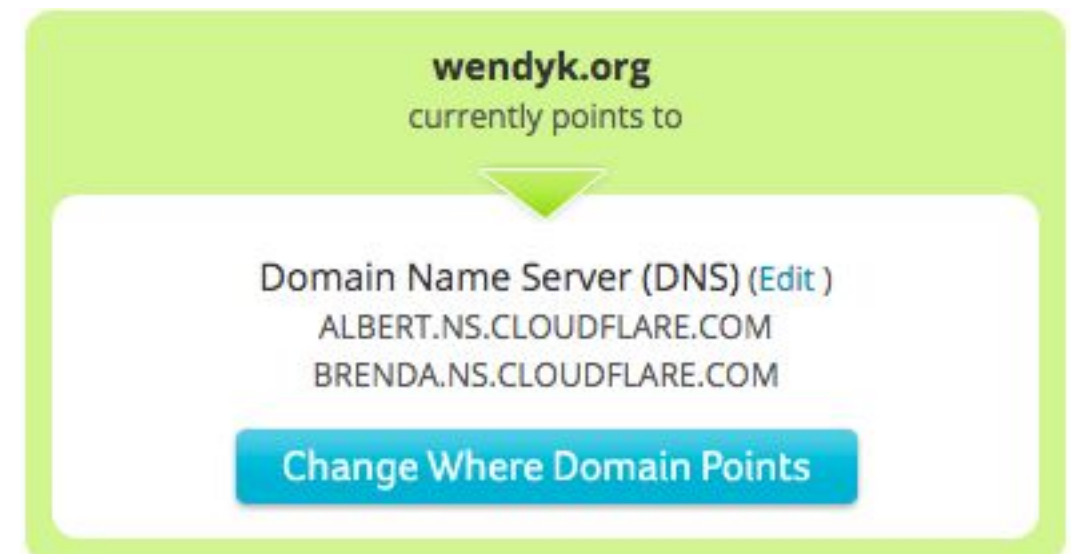 wendyk.org
currently points to
Domain Name Server (DNS) (Edit )
ALBERT.NS.CLOUDFLARE.COM
BRENDA.NS.CLOUDFLARE.COM
Change Where Domain Points